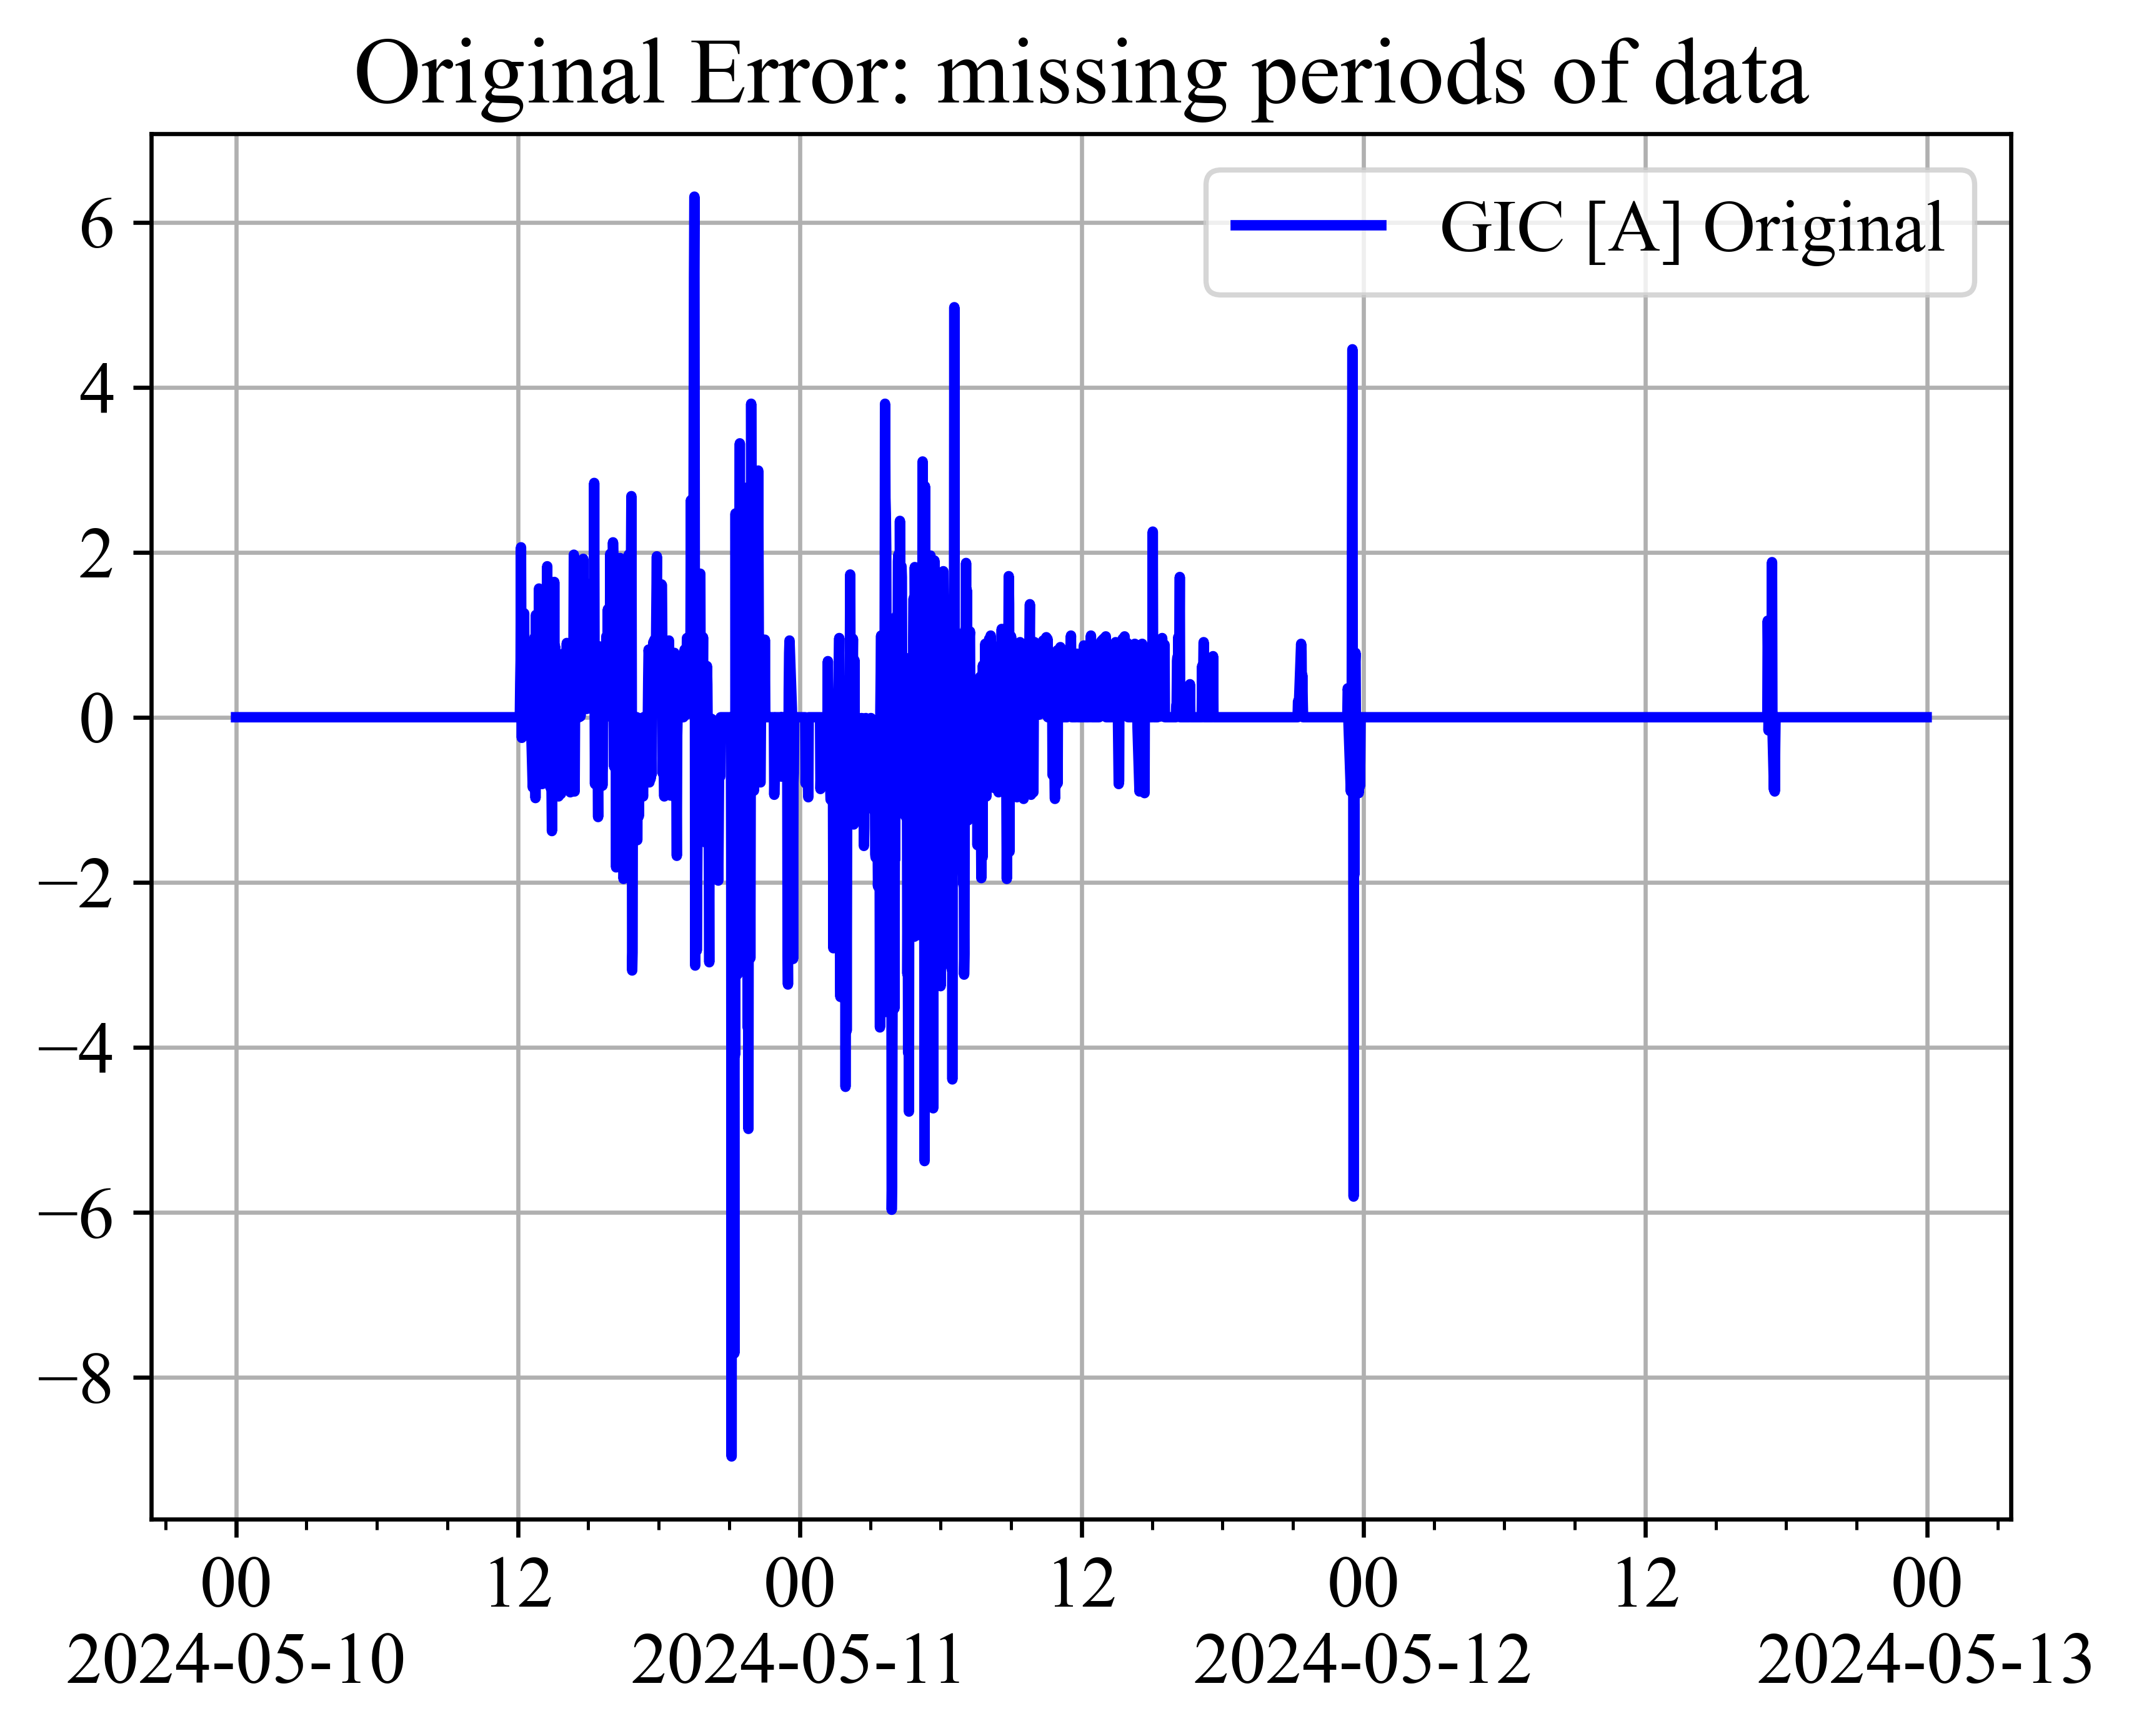 Original Error: missing periods of data
GIC [A] Original
6
4
2
0
−2
−4
−6
−8
00 12 00 12 00 12 00
2024-05-10 2024-05-11 2024-05-12 2024-05-13